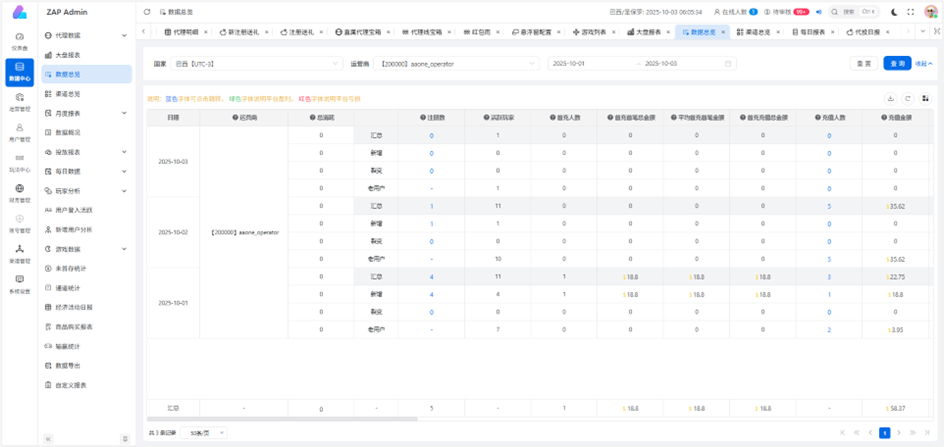 ZAP Admin
数据总览
巴西/圣保罗: 2025-10-03 06:05:34
在线人数 1
待审核 99+
搜索 Ctrl K
代理明细 × 新注册送礼 × 注册送礼 × 直属代理宝箱 × 代理线宝箱 × 红包雨 × 悬浮窗配置 × 游戏列表 × 大盘报表 × 数据总览 × 渠道总览 × 每日报表 × 代投日报 ×
仪表盘
数据中心
运营管理
用户管理
玩法中心
财务管理
账号管理
渠道管理
系统设置
代理数据
大盘报表
数据总览
渠道总览
月度报表
数据概况
投放报表
每日数据
玩家分析
用户登入活跃
新增用户分析
游戏数据
未首存统计
通道统计
经济活动日报
商品购买报表
输赢统计
数据导出
自定义报表
国家 巴西【UTC-3】 运营商 【200000】aaone_operator 2025-10-01 → 2025-10-03 重 置 查 询 收起
说明: 蓝色字体可点击跳转, 绿色字体说明平台盈利, 红色字体说明平台亏损
日期 运营商 总消耗 注册数 活跃玩家 首充人数 首充首笔总金额 平均首充首笔金额 首充充值总金额 充值人数 充值金额
2025-10-03 【200000】aaone_operator
0 汇总 0 1 0 0 0 0 0 0
0 新增 0 0 0 0 0 0 0 0
0 裂变 0 0 0 0 0 0 0 0
0 老用户 - 1 0 0 0 0 0 0
2025-10-02
0 汇总 1 11 0 0 0 0 5 $35.62
0 新增 1 1 0 0 0 0 0 0
0 裂变 0 0 0 0 0 0 0 0
0 老用户 - 10 0 0 0 0 5 $35.62
2025-10-01
0 汇总 4 11 1 $18.8 $18.8 $18.8 3 $22.75
0 新增 4 4 1 $18.8 $18.8 $18.8 1 $18.8
0 裂变 0 0 0 0 0 0 0 0
0 老用户 - 7 0 0 0 0 2 $3.95
汇总 - 0 - 5 - 1 $18.8 $18.8 $18.8 - $58.37
共 3 条记录 50条/页 1